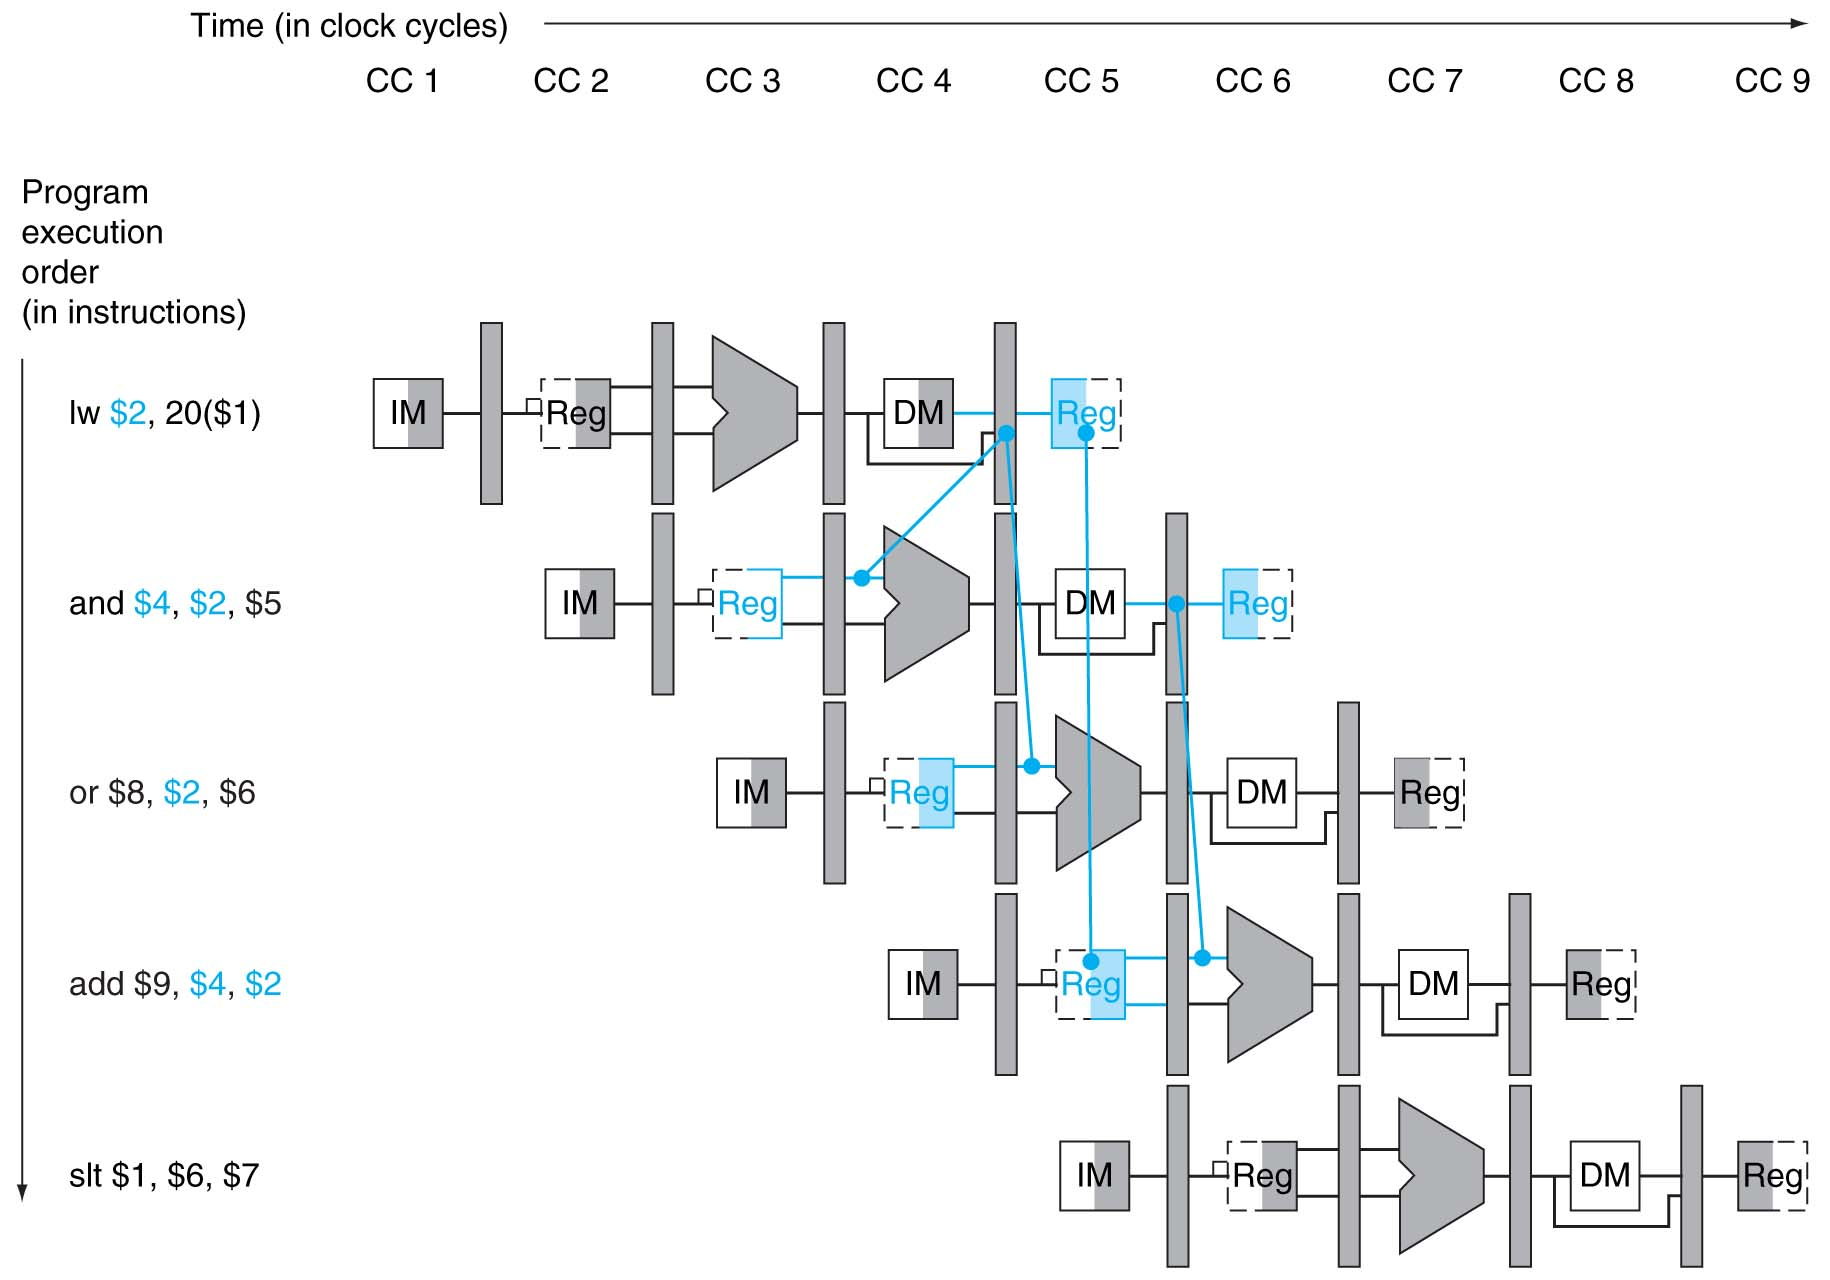 Time (in clock cycles)
CC 1 CC 2 CC 3 CC 4 CC 5 CC 6 CC 7 CC 8 CC 9
Program
execution
order
(in instructions)
lw $2, 20($1) IM Reg DM Reg
and $4, $2, $5 IM Reg DM Reg
or $8, $2, $6 IM Reg DM Reg
add $9, $4, $2 IM Reg DM Reg
slt $1, $6, $7 IM Reg DM Reg